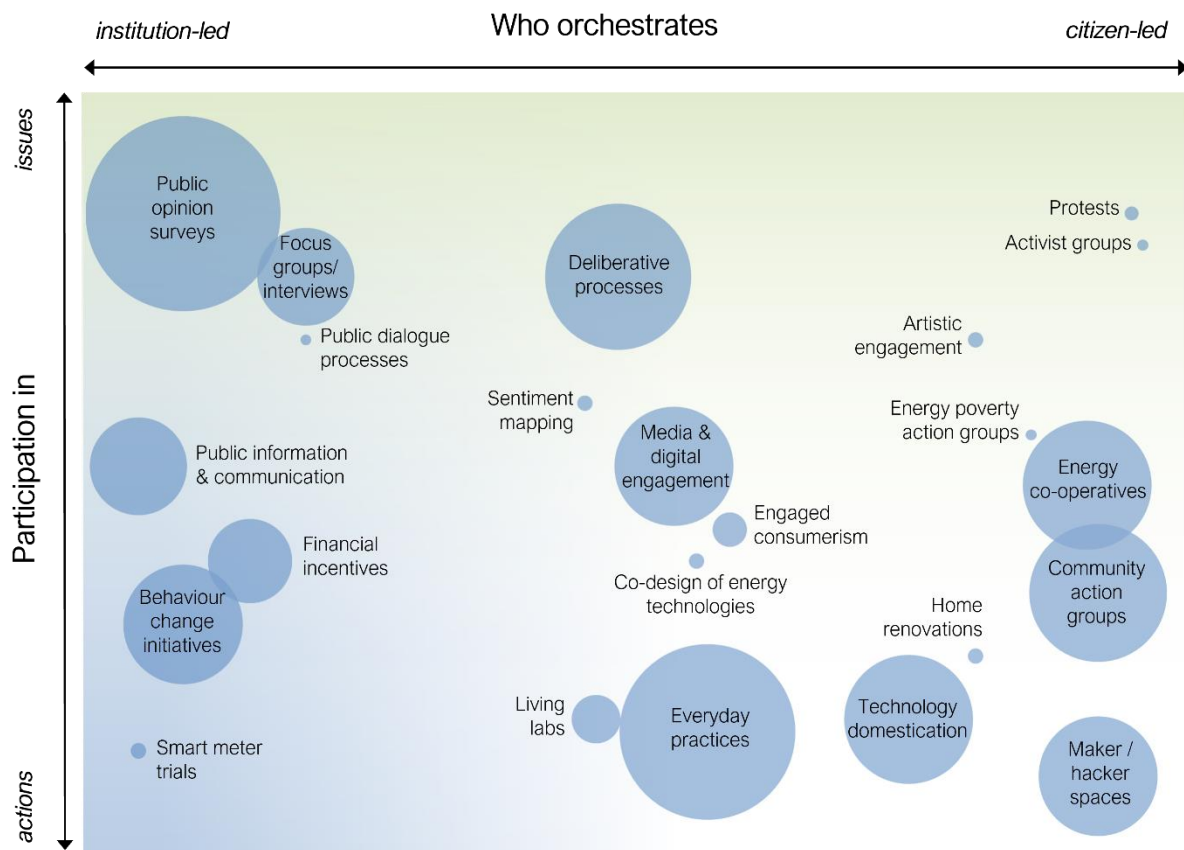 Who orchestrates
institution-led
citizen-led
issues
Participation in
actions
Public
opinion
surveys
Focus
groups/
interviews
Public dialogue
processes
Deliberative
processes
Protests
Activist groups
Artistic
engagement
Sentiment
mapping
Energy poverty
action groups
Public information
& communication
Media &
digital
engagement
Energy
co-operatives
Engaged
consumerism
Financial
incentives
Co-design of energy
technologies
Community
action
groups
Behaviour
change
initiatives
Home
renovations
Living
labs
Everyday
practices
Technology
domestication
Smart meter
trials
Maker /
hacker
spaces